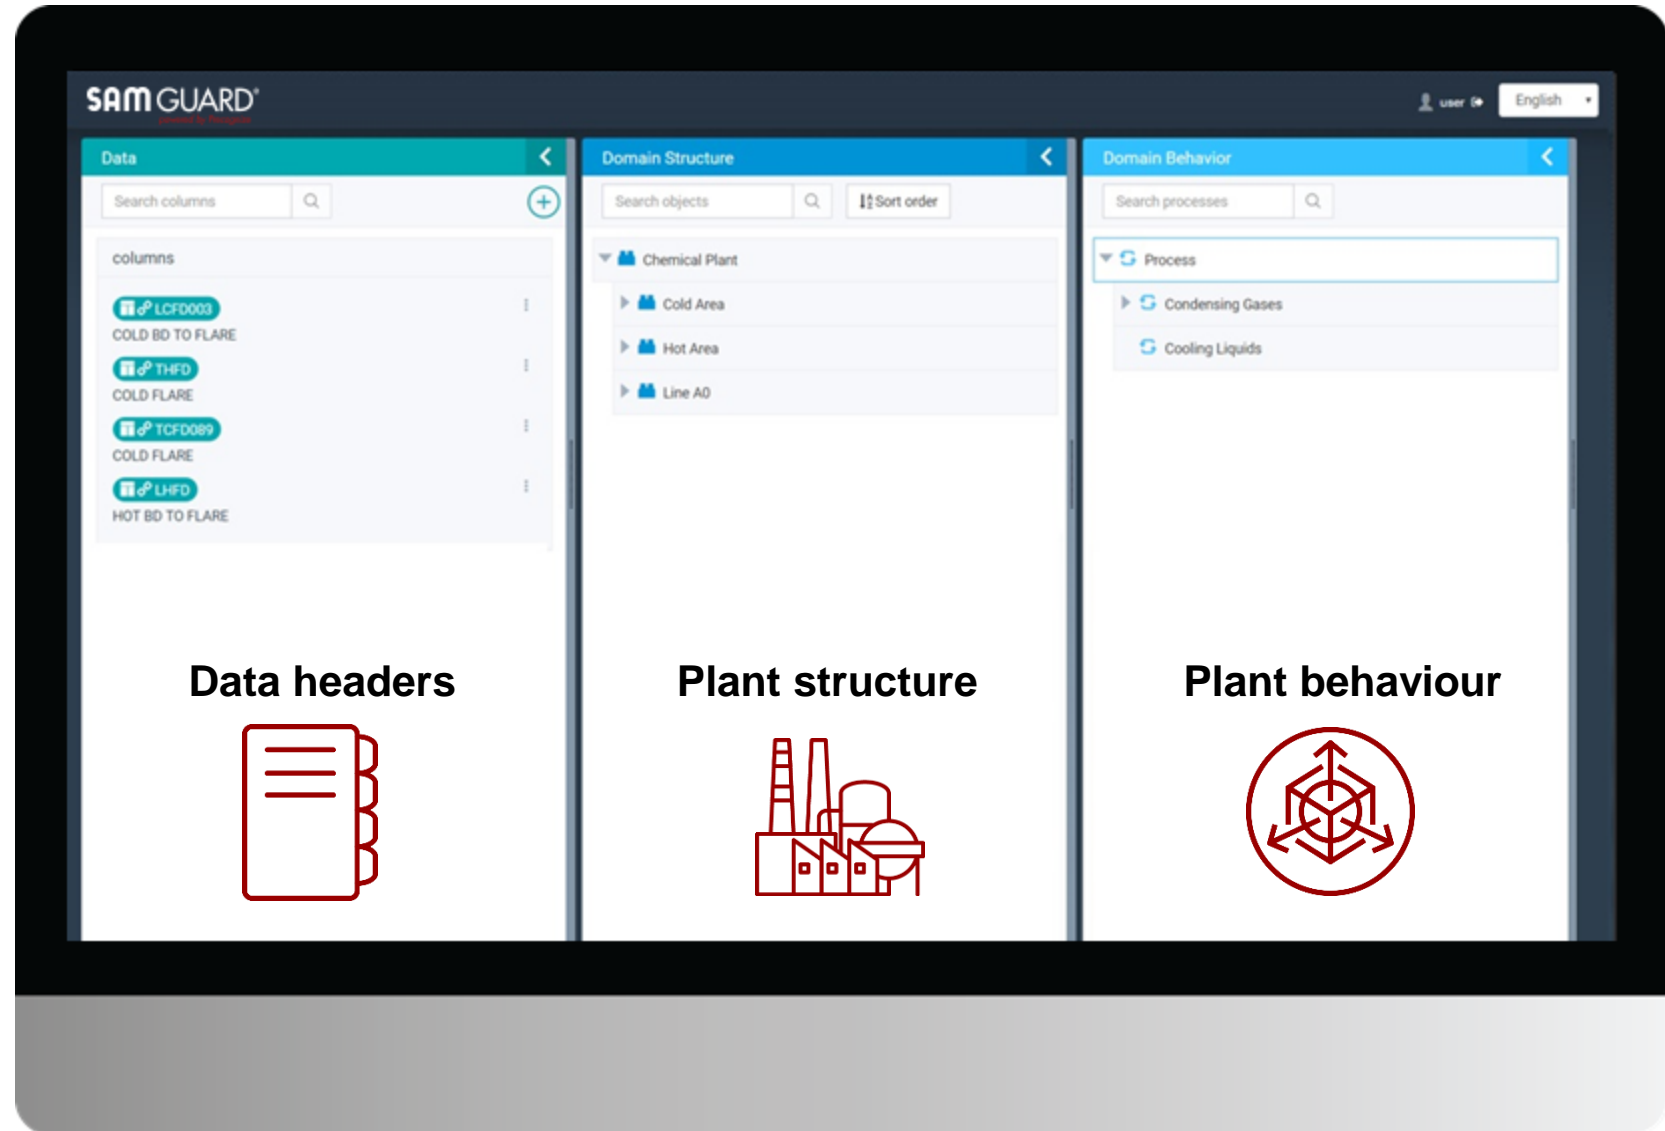 SAM GUARD®
user
English
Data
Search columns
columns
LCFD003
COLD BD TO FLARE
THFD
COLD FLARE
TCFD089
COLD FLARE
LHFD
HOT BD TO FLARE
Data headers
Domain Structure
Search objects
Sort order
Chemical Plant
Cold Area
Hot Area
Line A0
Plant structure
Domain Behavior
Search processes
Process
Condensing Gases
Cooling Liquids
Plant behaviour